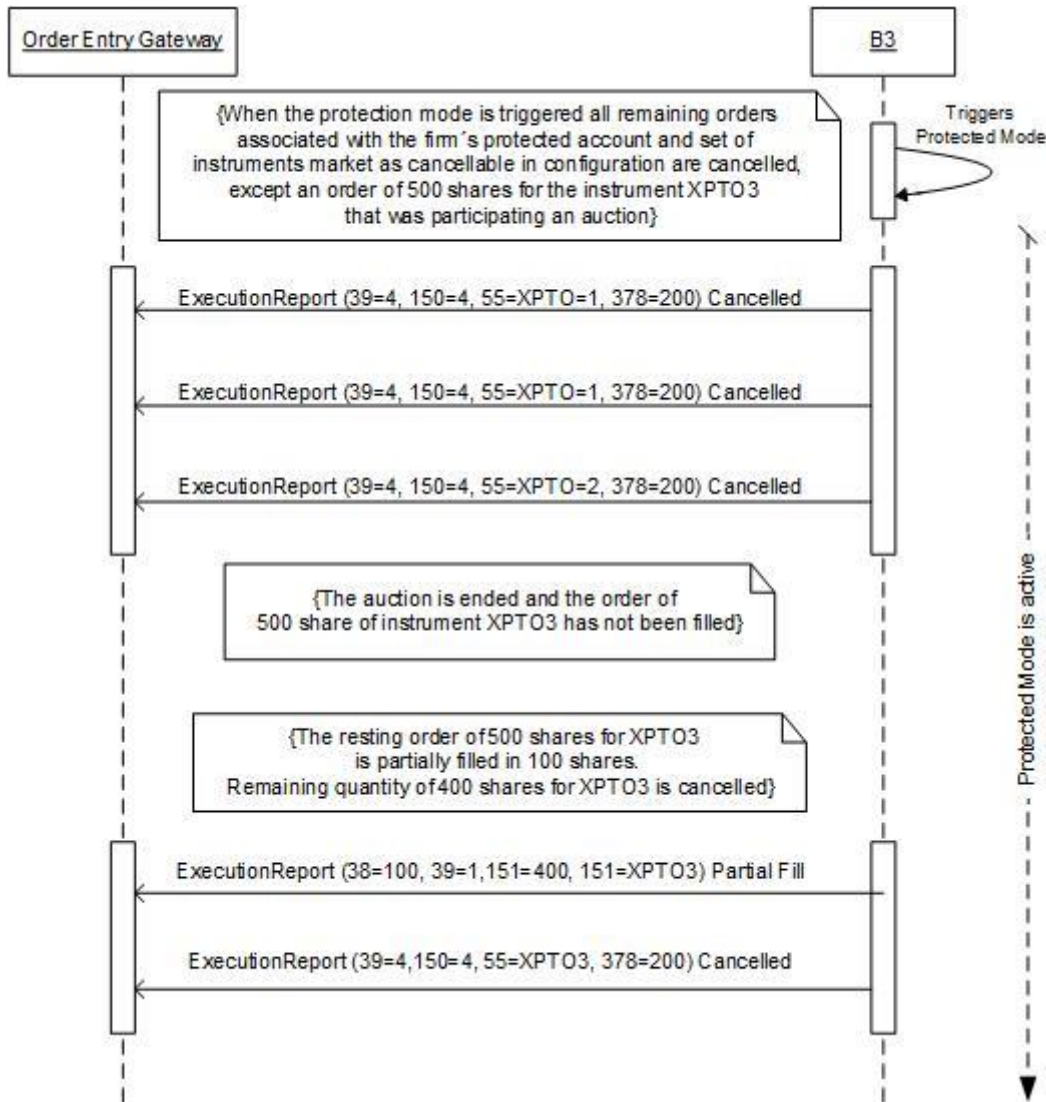 Order Entry Gateway
B3
{When the protection mode is triggered all remaining orders
associated with the firm´s protected account and set of
instruments market as cancellable in configuration are cancelled,
except an order of 500 shares for the instrument XPTO3
that was participating an auction}
Triggers
Protected Mode
ExecutionReport (39=4, 150=4, 55=XPTO=1, 378=200) Cancelled
ExecutionReport (39=4, 150=4, 55=XPTO=1, 378=200) Cancelled
ExecutionReport (39=4, 150=4, 55=XPTO=2, 378=200) Cancelled
{The auction is ended and the order of
500 share of instrument XPTO3 has not been filled}
{The resting order of 500 shares for XPTO3
is partially filled in 100 shares.
Remaining quantity of 400 shares for XPTO3 is cancelled}
ExecutionReport (38=100, 39=1,151=400, 151=XPTO3) Partial Fill
ExecutionReport (39=4,150=4, 55=XPTO3, 378=200) Cancelled
Protected Mode is active